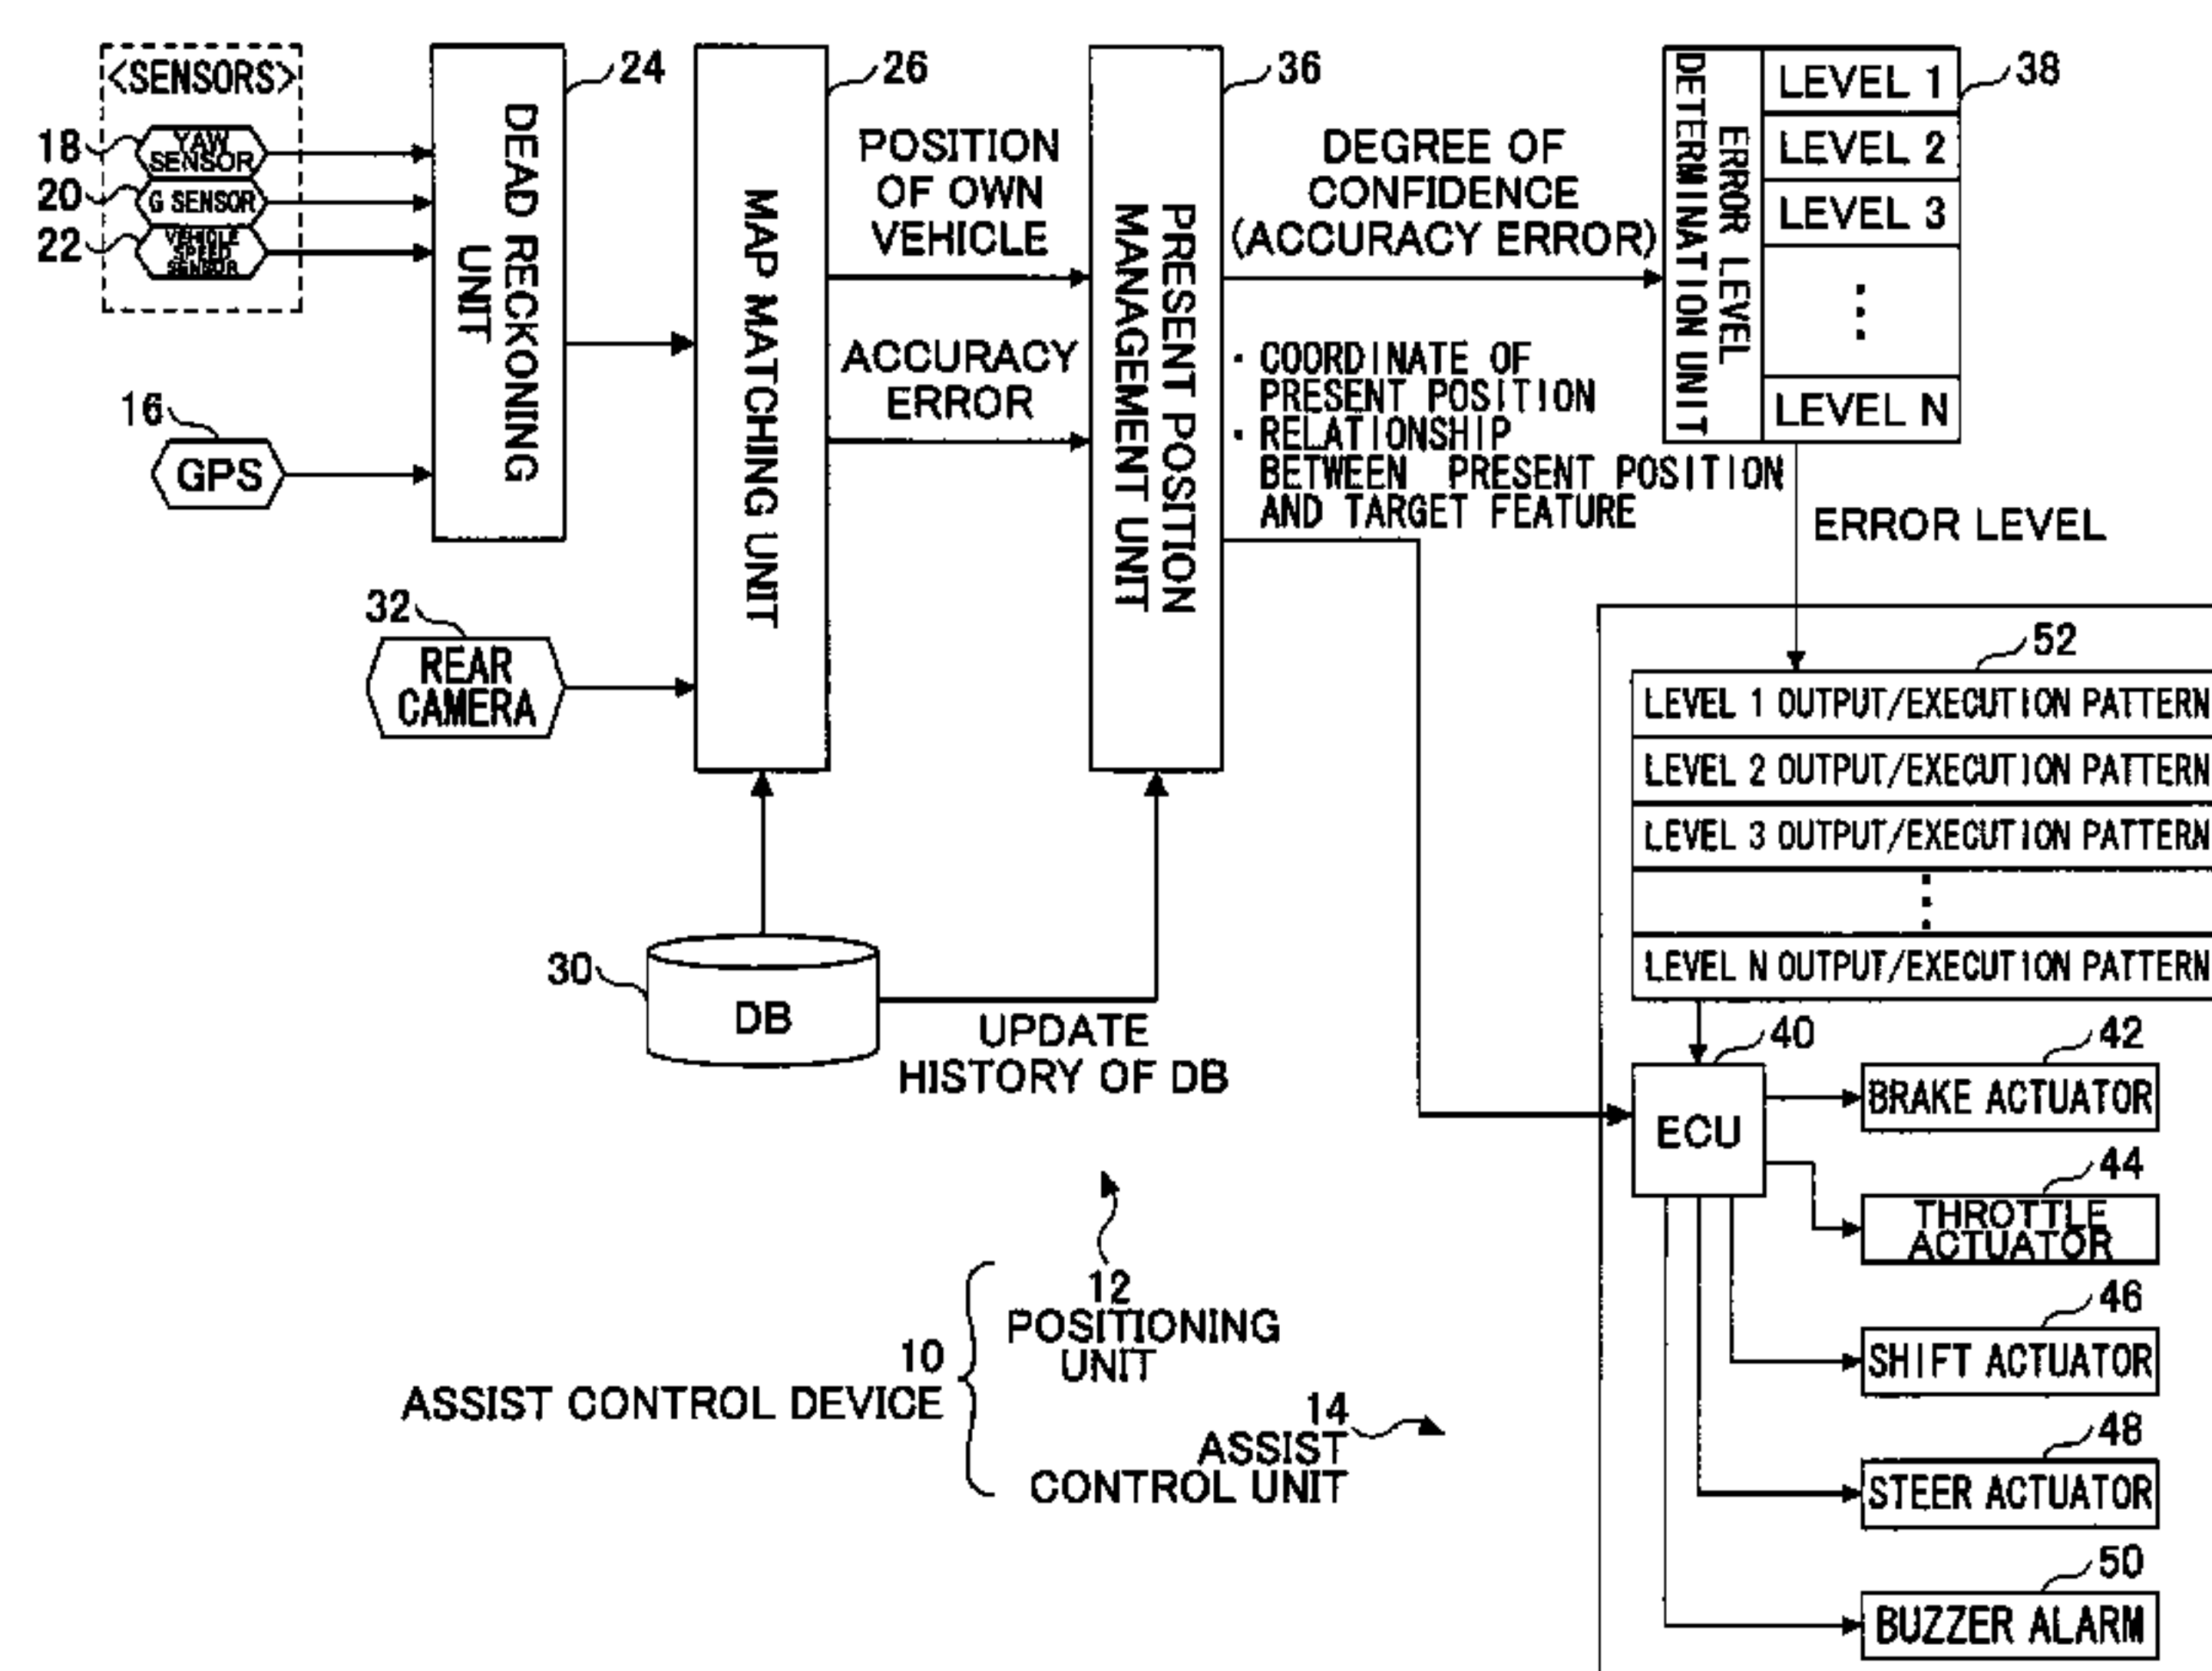 <SENSORS>
18
YAW
SENSOR
20
G SENSOR
22
VEHICLE
SPEED
SENSOR
16
GPS
24
DEAD RECKONING
UNIT
32
REAR
CAMERA
26
MAP MATCHING UNIT
30
DB
UPDATE
HISTORY OF DB
POSITION
OF OWN
VEHICLE
ACCURACY
ERROR
36
PRESENT POSITION
MANAGEMENT UNIT
DEGREE OF
CONFIDENCE
(ACCURACY ERROR)
· COORDINATE OF
PRESENT POSITION
· RELATIONSHIP
BETWEEN PRESENT POSITION
AND TARGET FEATURE
38
ERROR LEVEL
DETERMINATION UNIT
LEVEL 1
LEVEL 2
LEVEL 3
⋮
LEVEL N
ERROR LEVEL
52
LEVEL 1 OUTPUT/EXECUTION PATTERN
LEVEL 2 OUTPUT/EXECUTION PATTERN
LEVEL 3 OUTPUT/EXECUTION PATTERN
⋮
LEVEL N OUTPUT/EXECUTION PATTERN
40
ECU
42
BRAKE ACTUATOR
44
THROTTLE
ACTUATOR
46
SHIFT ACTUATOR
48
STEER ACTUATOR
50
BUZZER ALARM
10
ASSIST CONTROL DEVICE
12
POSITIONING
UNIT
14
ASSIST
CONTROL UNIT